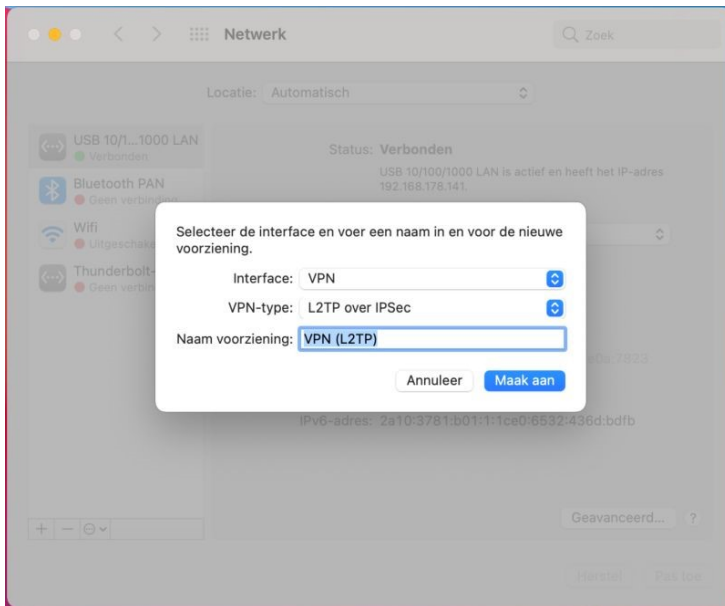 Netwerk
Zoek
Locatie: Automatisch
USB 10/1...1000 LAN
Verbonden
Status: Verbonden
USB 10/100/1000 LAN is actief en heeft het IP-adres
192.168.178.141.
Bluetooth PAN
Geen verbinding
Wifi
Uitgeschake
Thunderbolt-
Geen verbin
Selecteer de interface en voer een naam in en voor de nieuwe
voorziening.
Interface: VPN
VPN-type: L2TP over IPSec
Naam voorziening: VPN (L2TP)
Annuleer
Maak aan
IPv6-adres: 2a10:3781:b01:1:1ce0:6532:436d:bdfb
Geavanceerd... ?
Herstel
Pas toe